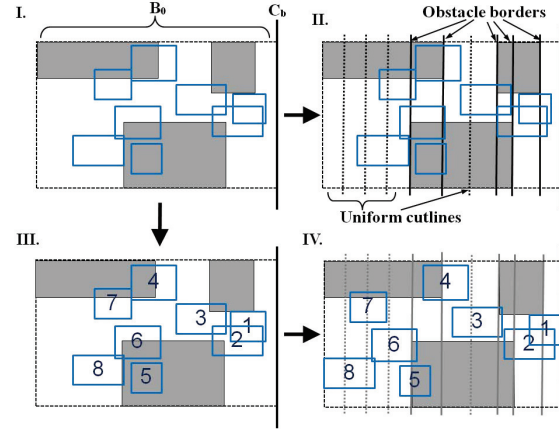 I.
B₀
C_b
II.
Obstacle borders
Uniform cutlines
III.
4
7
3
1
2
6
8
5
IV.
4
7
3
1
2
6
8
5